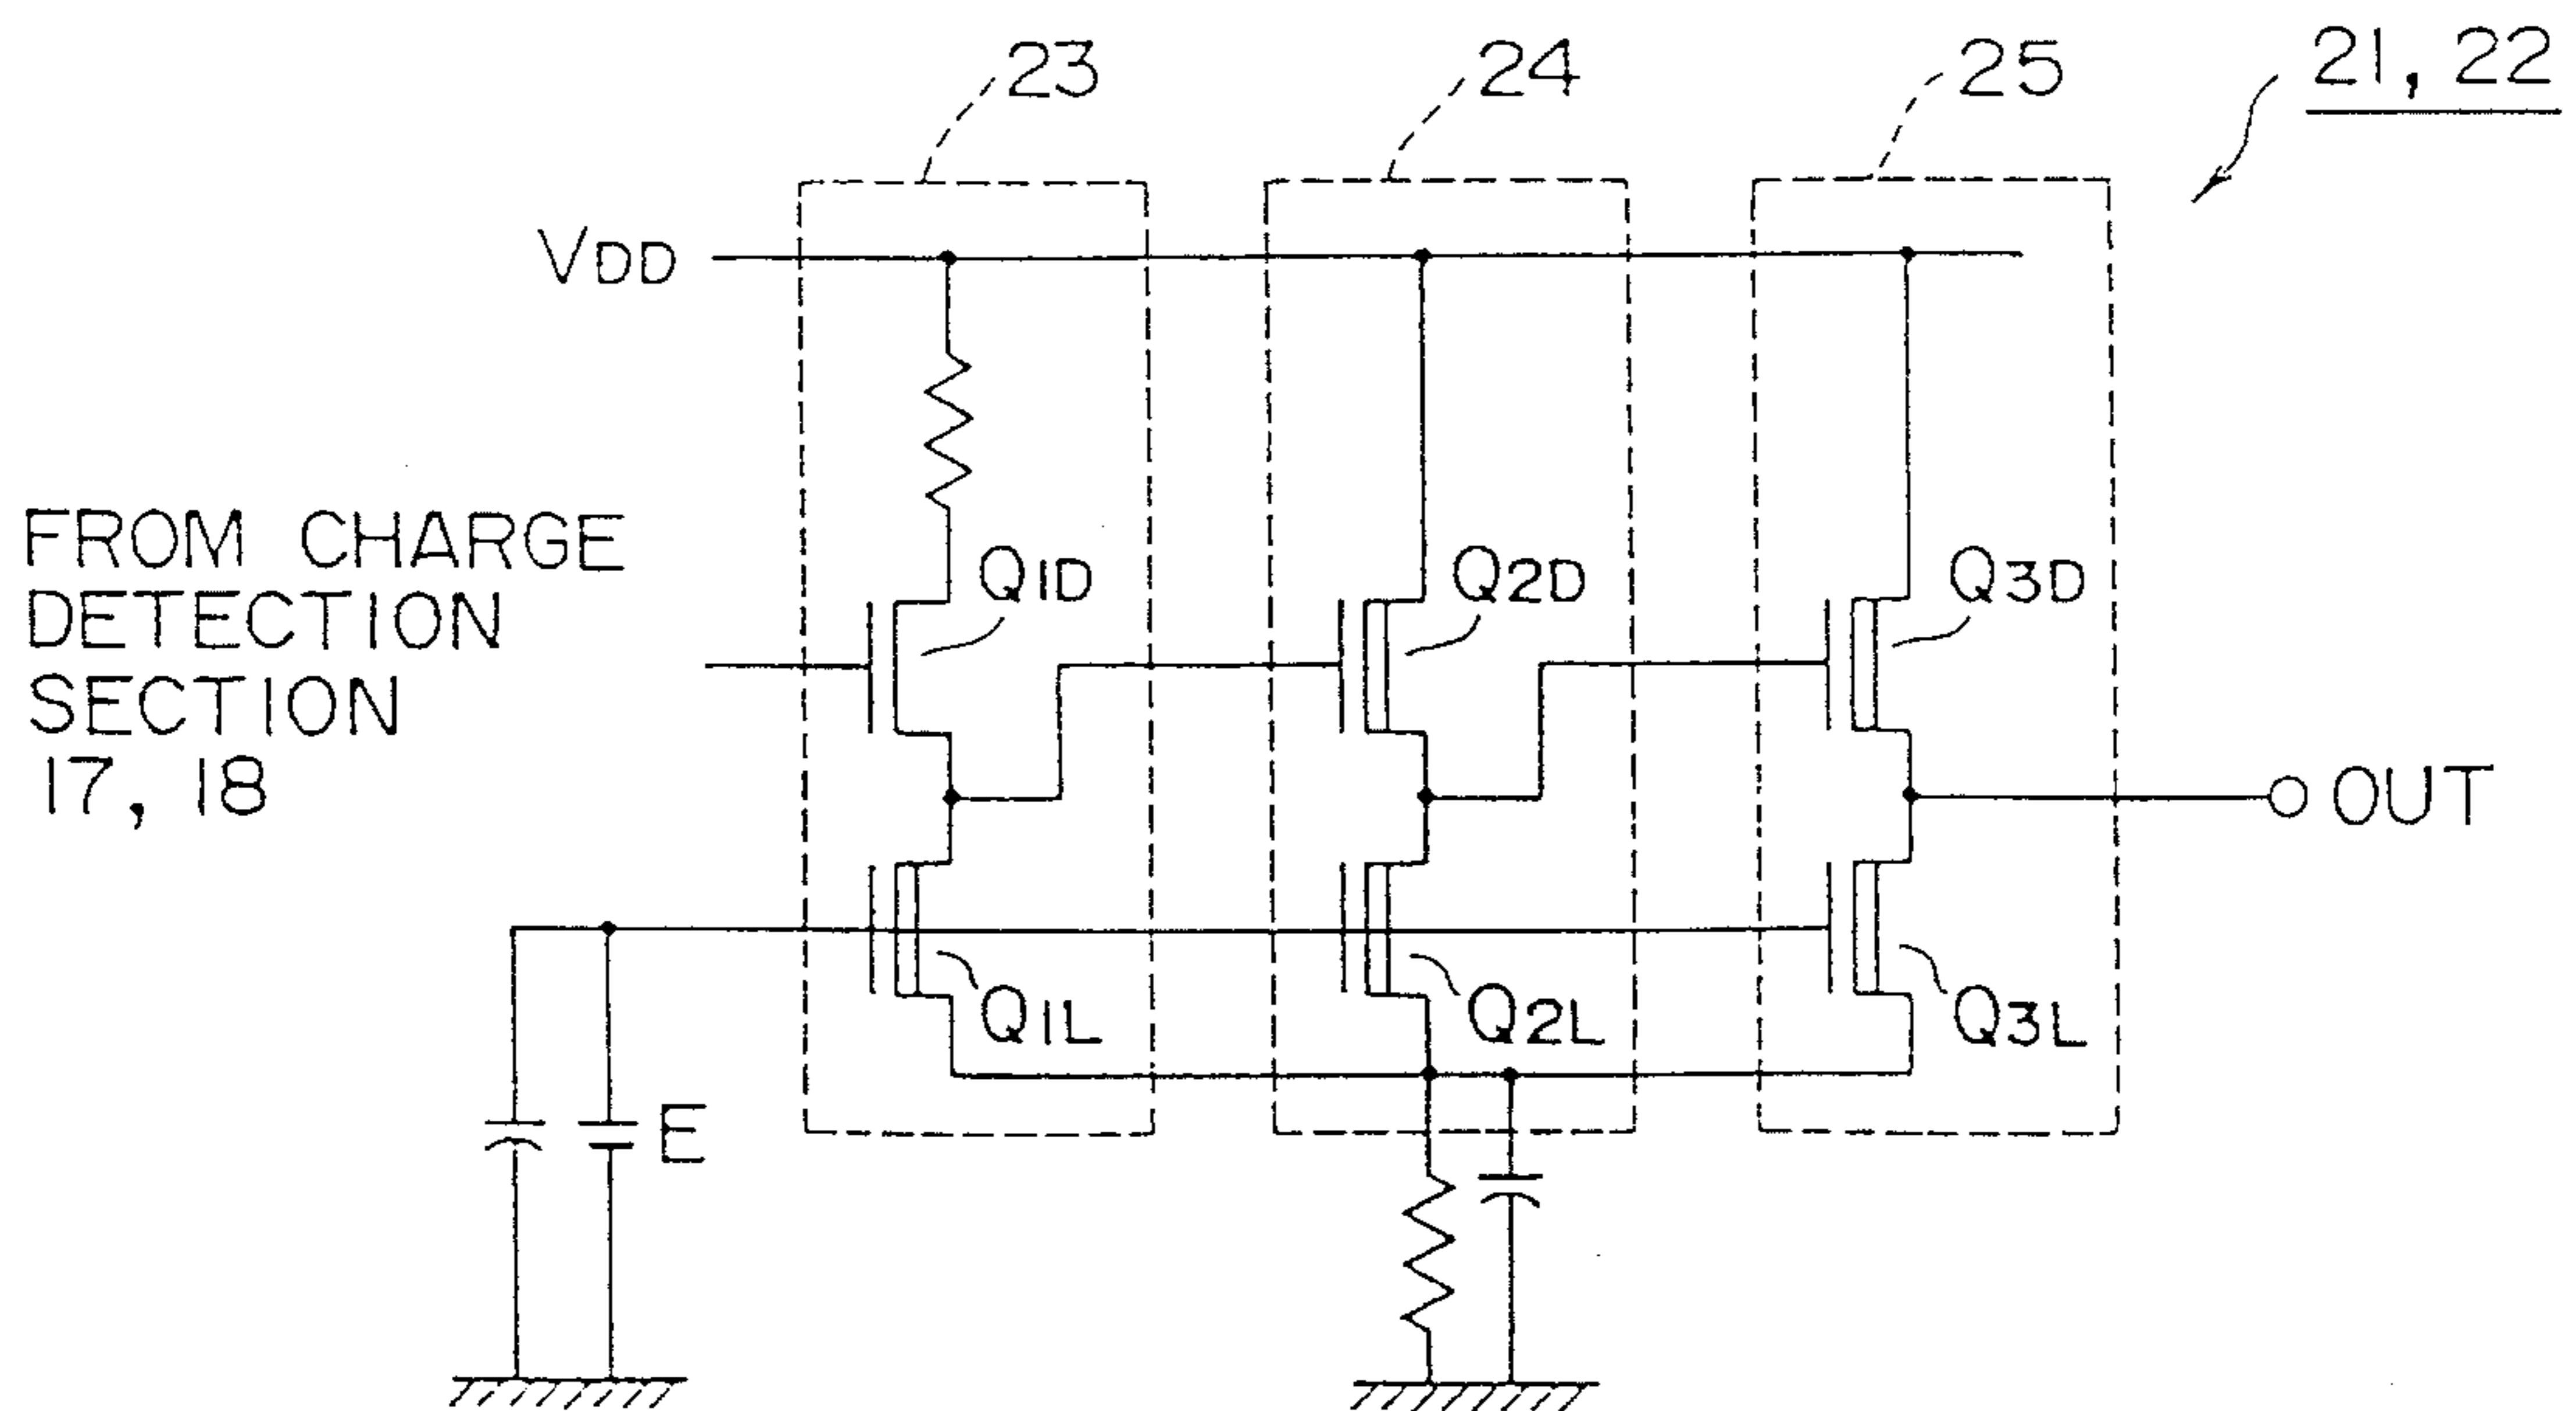 23
24
25
21, 22
VDD
FROM CHARGE
DETECTION
SECTION
17, 18
Q1D
Q2D
Q3D
OUT
Q1L
Q2L
Q3L
E